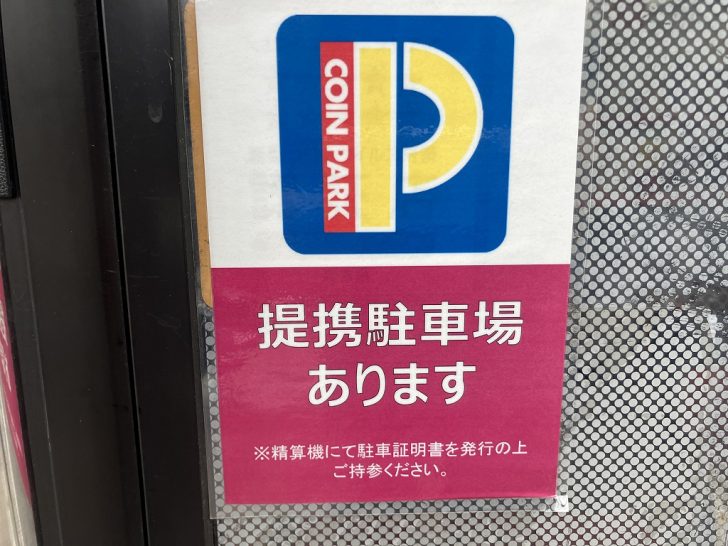 COIN PARK
P
提携駐車場
あります
※精算機にて駐車証明書を発行の上
ご持参ください。